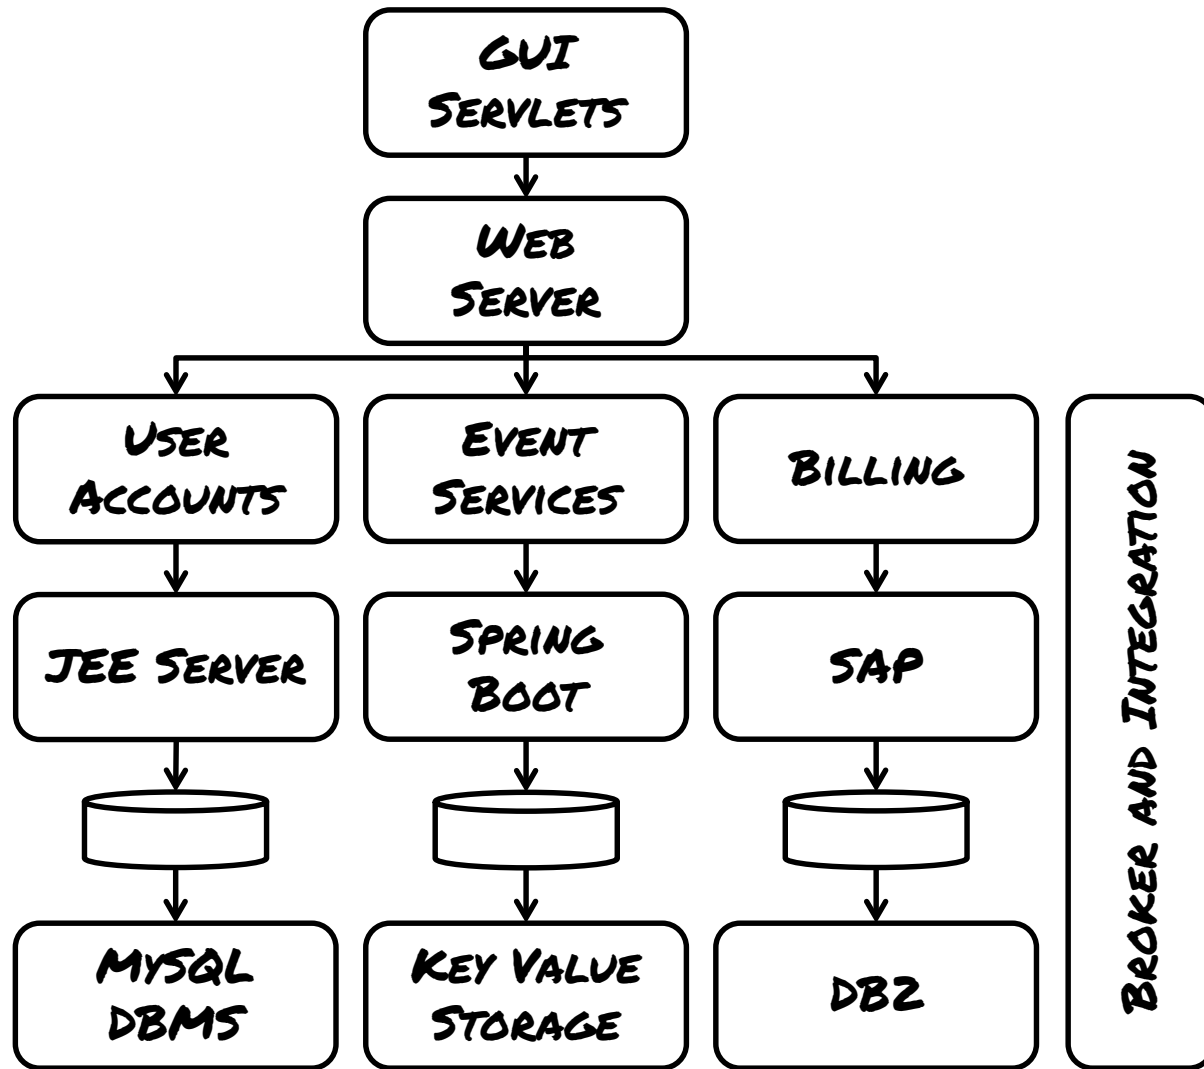 GUI
Servlets
Web
Server
User
Accounts
Event
Services
Billing
JEE Server
Spring
Boot
SAP
MySQL
DBMS
Key Value
Storage
DB2
Broker and Integration